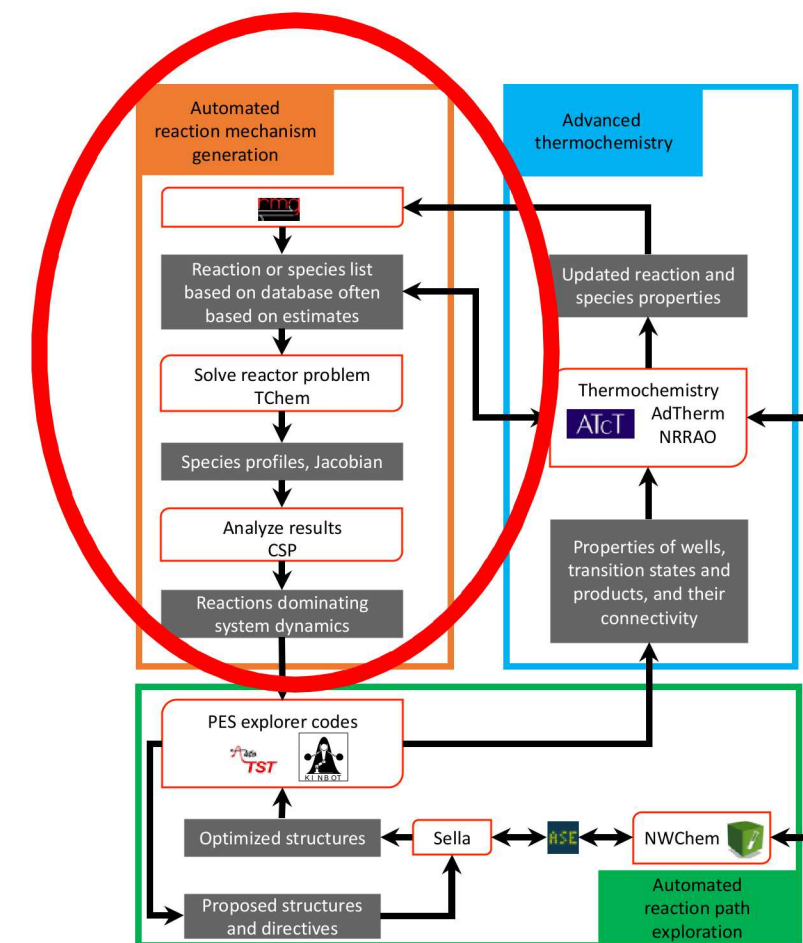 Automated
reaction mechanism
generation
rmg
Reaction or species list
based on database often
based on estimates
Solve reactor problem
TChem
Species profiles, Jacobian
Analyze results
CSP
Reactions dominating
system dynamics
Advanced
thermochemistry
Updated reaction and
species properties
Thermochemistry
ATcT
AdTherm
NRRAO
Properties of wells,
transition states and
products, and their
connectivity
PES explorer codes
Auto
TST
KINBOT
Optimized structures
Sella
ASE
NWChem
Proposed structures
and directives
Automated
reaction path
exploration